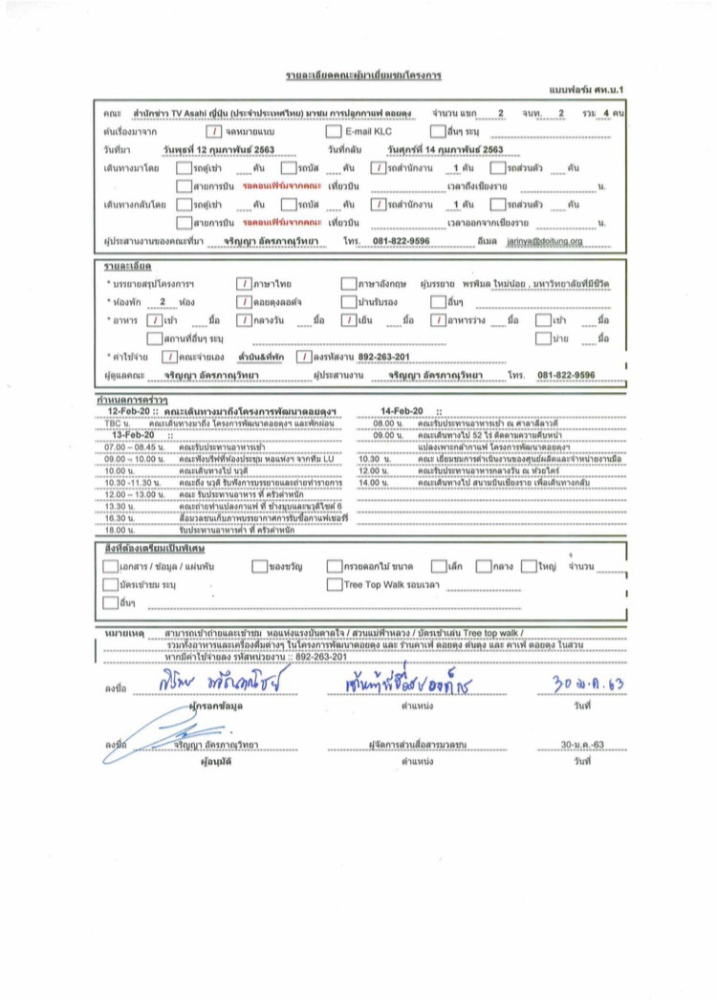 รายละเอียดคณะผู้มาเยี่ยมชมโครงการ
แบบฟอร์ม ศท.บ.1
คณะ สำนักข่าว TV Asahi ญี่ปุ่น (ประจำประเทศไทย) มาชม การปลูกกาแฟ ดอยตุง จำนวน แขก 2 จนท. 2 รวม 4 คน
ต้นเรื่องมาจาก / จดหมายแนบ E-mail KLC อื่นๆ ระบุ
วันที่มา วันพุธที่ 12 กุมภาพันธ์ 2563 วันที่กลับ วันศุกร์ที่ 14 กุมภาพันธ์ 2563
เดินทางมาโดย รถตู้เช่า คัน รถบัส คัน / รถสำนักงาน 1 คัน รถส่วนตัว คัน
สายการบิน รอคอนเฟิร์มจากคณะ เที่ยวบิน เวลาถึงเชียงราย น.
เดินทางกลับโดย รถตู้เช่า คัน รถบัส คัน / รถสำนักงาน 1 คัน รถส่วนตัว คัน
สายการบิน รอคอนเฟิร์มจากคณะ เที่ยวบิน เวลาออกจากเชียงราย น.
ผู้ประสานงานของคณะที่มา จริญญา อัครภาณุวิทยา โทร. 081-822-9596 อีเมล jarinya@doitung.org
รายละเอียด
* บรรยายสรุปโครงการฯ / ภาษาไทย ภาษาอังกฤษ ผู้บรรยาย พรพิมล ใหม่น้อย , มหาวิทยาลัยที่มีชีวิต
* ห้องพัก 2 ห้อง / ดอยตุงลอดจ์ บ้านรับรอง อื่นๆ
* อาหาร / เช้า มื้อ / กลางวัน มื้อ / เย็น มื้อ / อาหารว่าง มื้อ เช้า มื้อ
สถานที่อื่นๆ ระบุ บ่าย มื้อ
* ค่าใช้จ่าย / คณะจ่ายเอง ตั๋วบิน&ที่พัก / ลงรหัสงาน 892-263-201
ผู้ดูแลคณะ จริญญา อัครภาณุวิทยา ผู้ประสานงาน จริญญา อัครภาณุวิทยา โทร. 081-822-9596
กำหนดการคร่าวๆ
12-Feb-20 :: คณะเดินทางมาถึงโครงการพัฒนาดอยตุงฯ
TBC น. คณะเดินทางมาถึง โครงการพัฒนาดอยตุงฯ และพักผ่อน
13-Feb-20 ::
07.00 – 08.45 น. คณะรับประทานอาหารเช้า
09.00 – 10.00 น. คณะฟังบรีฟที่ห้องประชุม หอแห่งฯ จากทีม LU
10.00 น. คณะเดินทางไป นวุติ
10.30 -11.30 น. คณะถึง นวุติ รับฟังการบรรยายและถ่ายทำรายการ
12.00 – 13.00 น. คณะ รับประทานอาหาร ที่ ครัวตำหนัก
13.30 น. คณะถ่ายทำแปลงกาแฟ ที่ ช้างมูบและนวุติไซต์ 6
16.30 น. สื่อมวลชนเก็บภาพบรรยากาศการรับซื้อกาแฟเชอร์รี่
18.00 น. รับประทานอาหารค่ำ ที่ ครัวตำหนัก
14-Feb-20 ::
08.00 น. คณะรับประทานอาหารเช้า ณ ศาลาลีลาวดี
09.00 น. คณะเดินทางไป 52 ไร่ ติดตามความคืบหน้า
แปลงเพาะกล้ากาแฟ โครงการพัฒนาดอยตุงฯ
10.30 น. คณะ เยี่ยมชมการดำเนินงานของศูนย์ผลิตและจำหน่ายงานมือ
12.00 น. คณะรับประทานอาหารกลางวัน ณ ห้วยไคร้
14.00 น. คณะเดินทางไป สนามบินเชียงราย เพื่อเดินทางกลับ
สิ่งที่ต้องเตรียมเป็นพิเศษ
เอกสาร / ข้อมูล / แผ่นพับ ของขวัญ กรวยดอกไม้ ขนาด เล็ก กลาง ใหญ่ จำนวน
บัตรเข้าชม ระบุ Tree Top Walk รอบเวลา
อื่นๆ
หมายเหตุ สามารถเข้าถ่ายและเข้าชม หอแห่งแรงบันดาลใจ / สวนแม่ฟ้าหลวง / บัตรเข้าเล่น Tree top walk /
รวมทั้งอาหารและเครื่องดื่มต่างๆ ในโครงการพัฒนาดอยตุง และ ร้านคาเฟ่ ดอยตุง ต้นตุง และ คาเฟ่ ดอยตุง ในสวน
หากมีค่าใช้จ่ายลง รหัสหน่วยงาน :: 892-263-201
ลงชื่อ 30 ม.ค. 63
ผู้กรอกข้อมูล ตำแหน่ง วันที่
ลงชื่อ จริญญา อัครภาณุวิทยา ผู้จัดการส่วนสื่อสารมวลชน 30-ม.ค.-63
ผู้อนุมัติ ตำแหน่ง วันที่